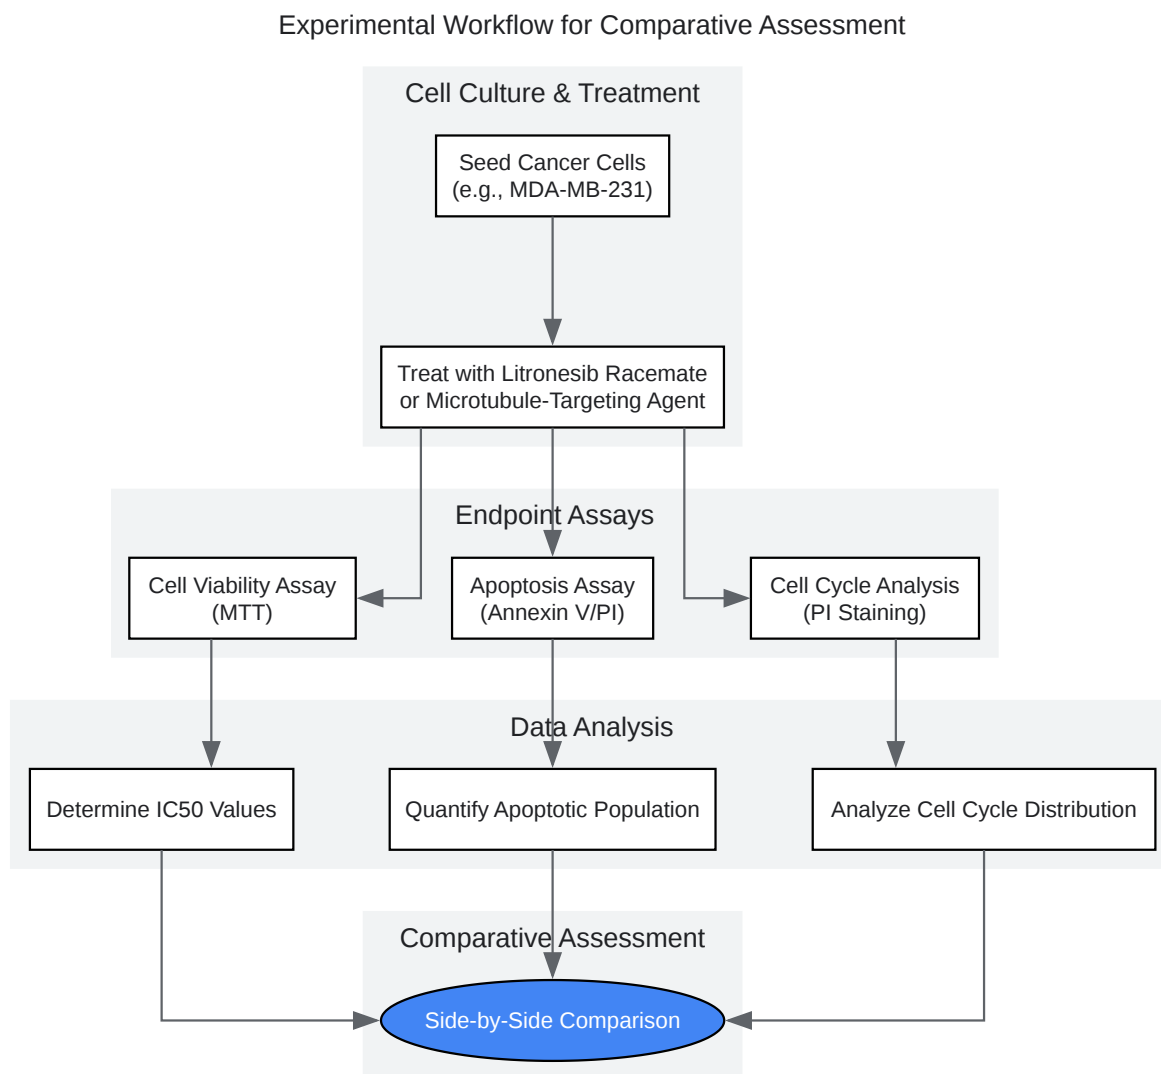 Experimental Workflow for Comparative Assessment
Cell Culture & Treatment
Seed Cancer Cells
(e.g., MDA-MB-231)
Treat with Litronesib Racemate
or Microtubule-Targeting Agent
Endpoint Assays
Cell Viability Assay
(MTT)
Apoptosis Assay
(Annexin V/PI)
Cell Cycle Analysis
(PI Staining)
Data Analysis
Determine IC50 Values
Quantify Apoptotic Population
Analyze Cell Cycle Distribution
Comparative Assessment
Side-by-Side Comparison